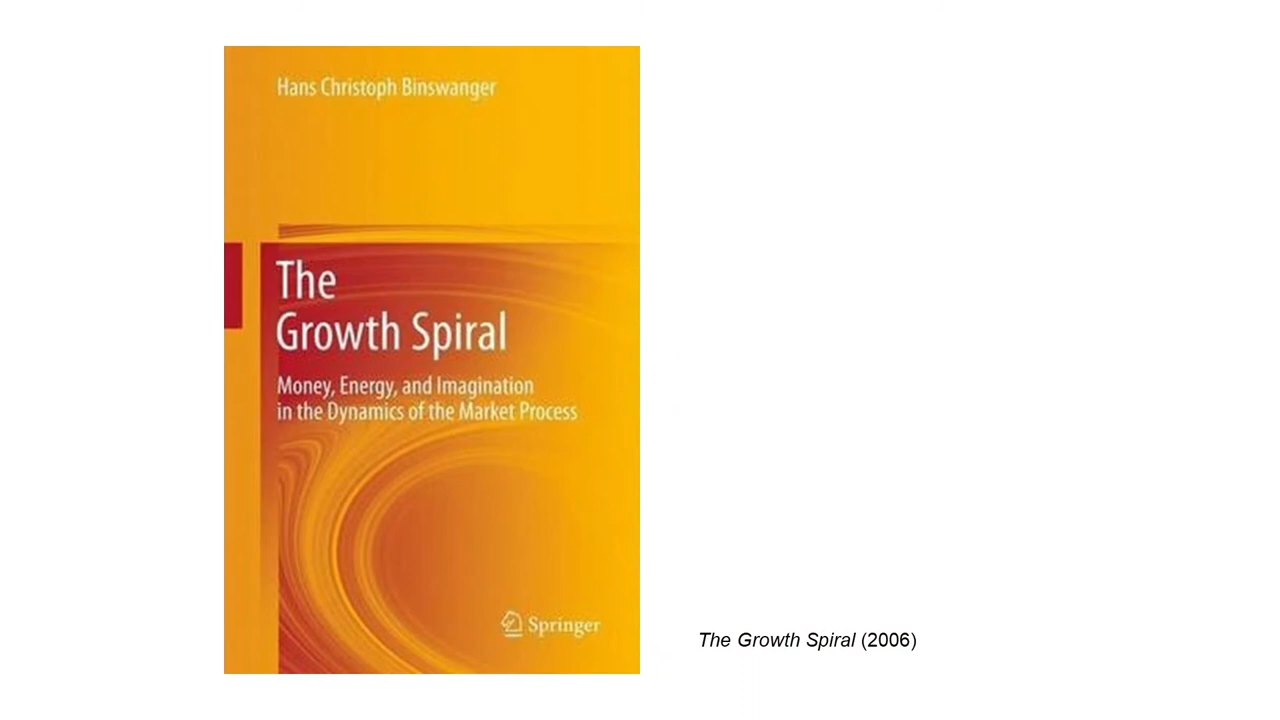 Hans Christoph Binswanger
The
Growth Spiral
Money, Energy, and Imagination
in the Dynamics of the Market Process
Springer
The Growth Spiral (2006)